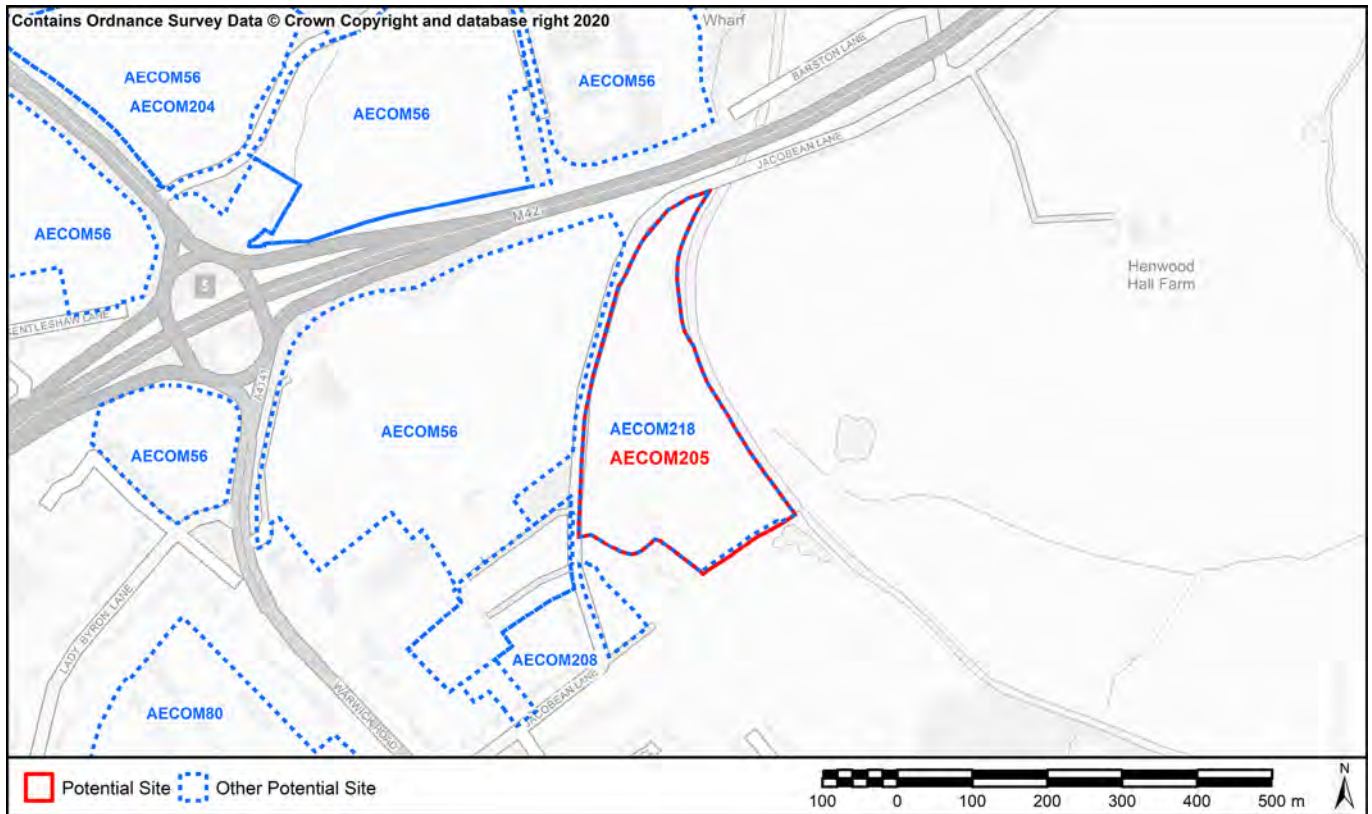 Contains Ordnance Survey Data © Crown Copyright and database right 2020
Wharf
BARSTON LANE
AECOM56
AECOM204
AECOM56
AECOM56
JACOBEAN LANE
M42
AECOM56
Henwood
Hall Farm
5
ENTLESHAW LANE
A4141
AECOM56
AECOM218
AECOM205
AECOM56
LADY BYRON LANE
AECOM208
JACOBEAN LANE
WARWICK ROAD
AECOM80
Potential Site
Other Potential Site
100 0 100 200 300 400 500 m
N